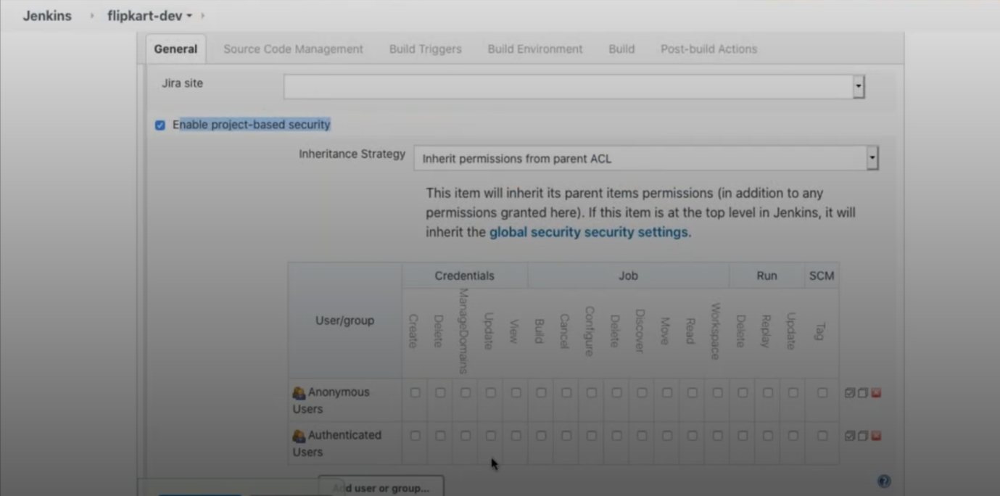 Jenkins flipkart-dev
General Source Code Management Build Triggers Build Environment Build Post-build Actions
Jira site
Enable project-based security
Inheritance Strategy Inherit permissions from parent ACL
This item will inherit its parent items permissions (in addition to any
permissions granted here). If this item is at the top level in Jenkins, it will
inherit the global security security settings.
User/group Credentials Job Run SCM
Create Delete ManageDomains Update View Build Cancel Configure Delete Discover Move Read Workspace Delete Replay Update Tag
Anonymous
Users
Authenticated
Users
Add user or group...